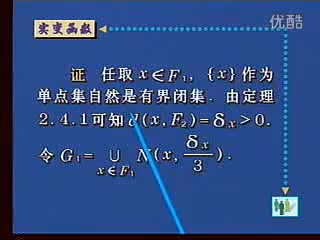 实变函数
优酷
证 任取 x∈F₁, {x} 作为
单点集自然是有界闭集. 由定理
2.4.1可知 d(x, F₂)=δₓ>0.
令 G₁= ∪_{x∈F₁} N(x, δₓ/3).